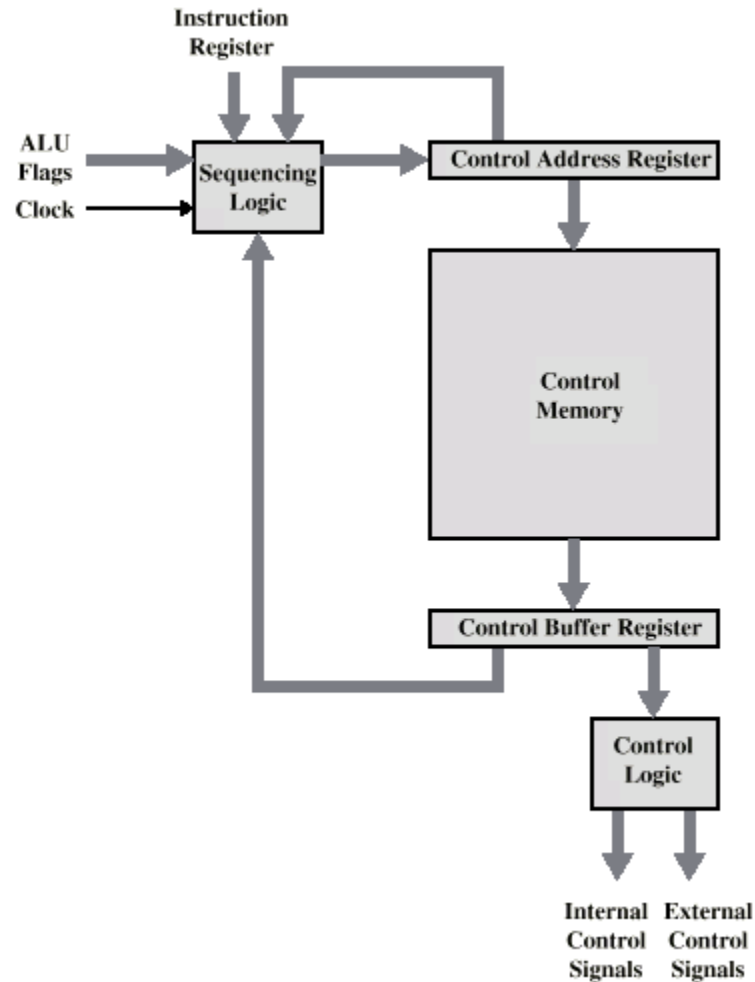 Instruction
Register
ALU
Flags
Clock
Sequencing
Logic
Control Address Register
Control
Memory
Control Buffer Register
Control
Logic
Internal
Control
Signals
External
Control
Signals